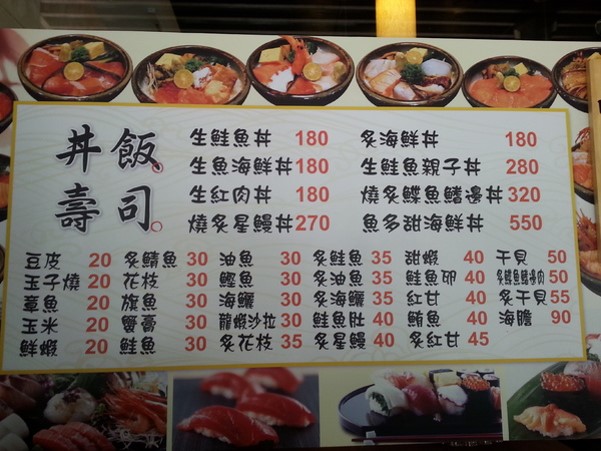 丼飯
壽司
生鮭魚丼 180 炙海鮮丼 180
生魚海鮮丼 180 生鮭魚親子丼 280
生紅肉丼 180 燒炙鰈魚鰭邊丼 320
燒炙星鰻丼 270 魚多甜海鮮丼 550
豆皮 20 炙鯖魚 30 油魚 30 炙鮭魚 35 甜蝦 40 干貝 50
玉子燒 20 花枝 30 鰹魚 30 炙油魚 35 鮭魚卵 40 炙鰈魚鰭邊肉 50
章魚 20 旗魚 30 海鱺 30 炙海鱺 35 紅甘 40 炙干貝 55
玉米 20 蟹膏 30 龍蝦沙拉 30 鮭魚肚 40 鮪魚 40 海膽 90
鮮蝦 20 鮭魚 30 炙花枝 35 炙星鰻 40 炙紅甘 45